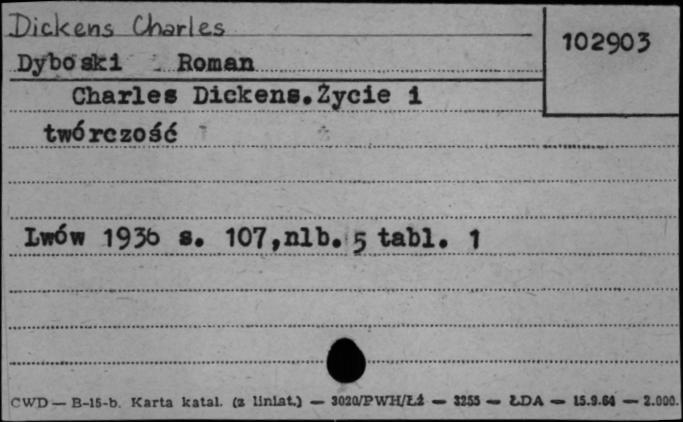 Dickens Charles
102903
Dyboski Roman
Charles Dickens.Życie i
twórczość
Lwów 1936 s. 107,nlb. 5 tabl. 1
CWD — B-15-b. Karta katal. (z liniat.) — 3020/PWH/Łź — 3255 — ŁDA — 15.9.64 — 2.000.